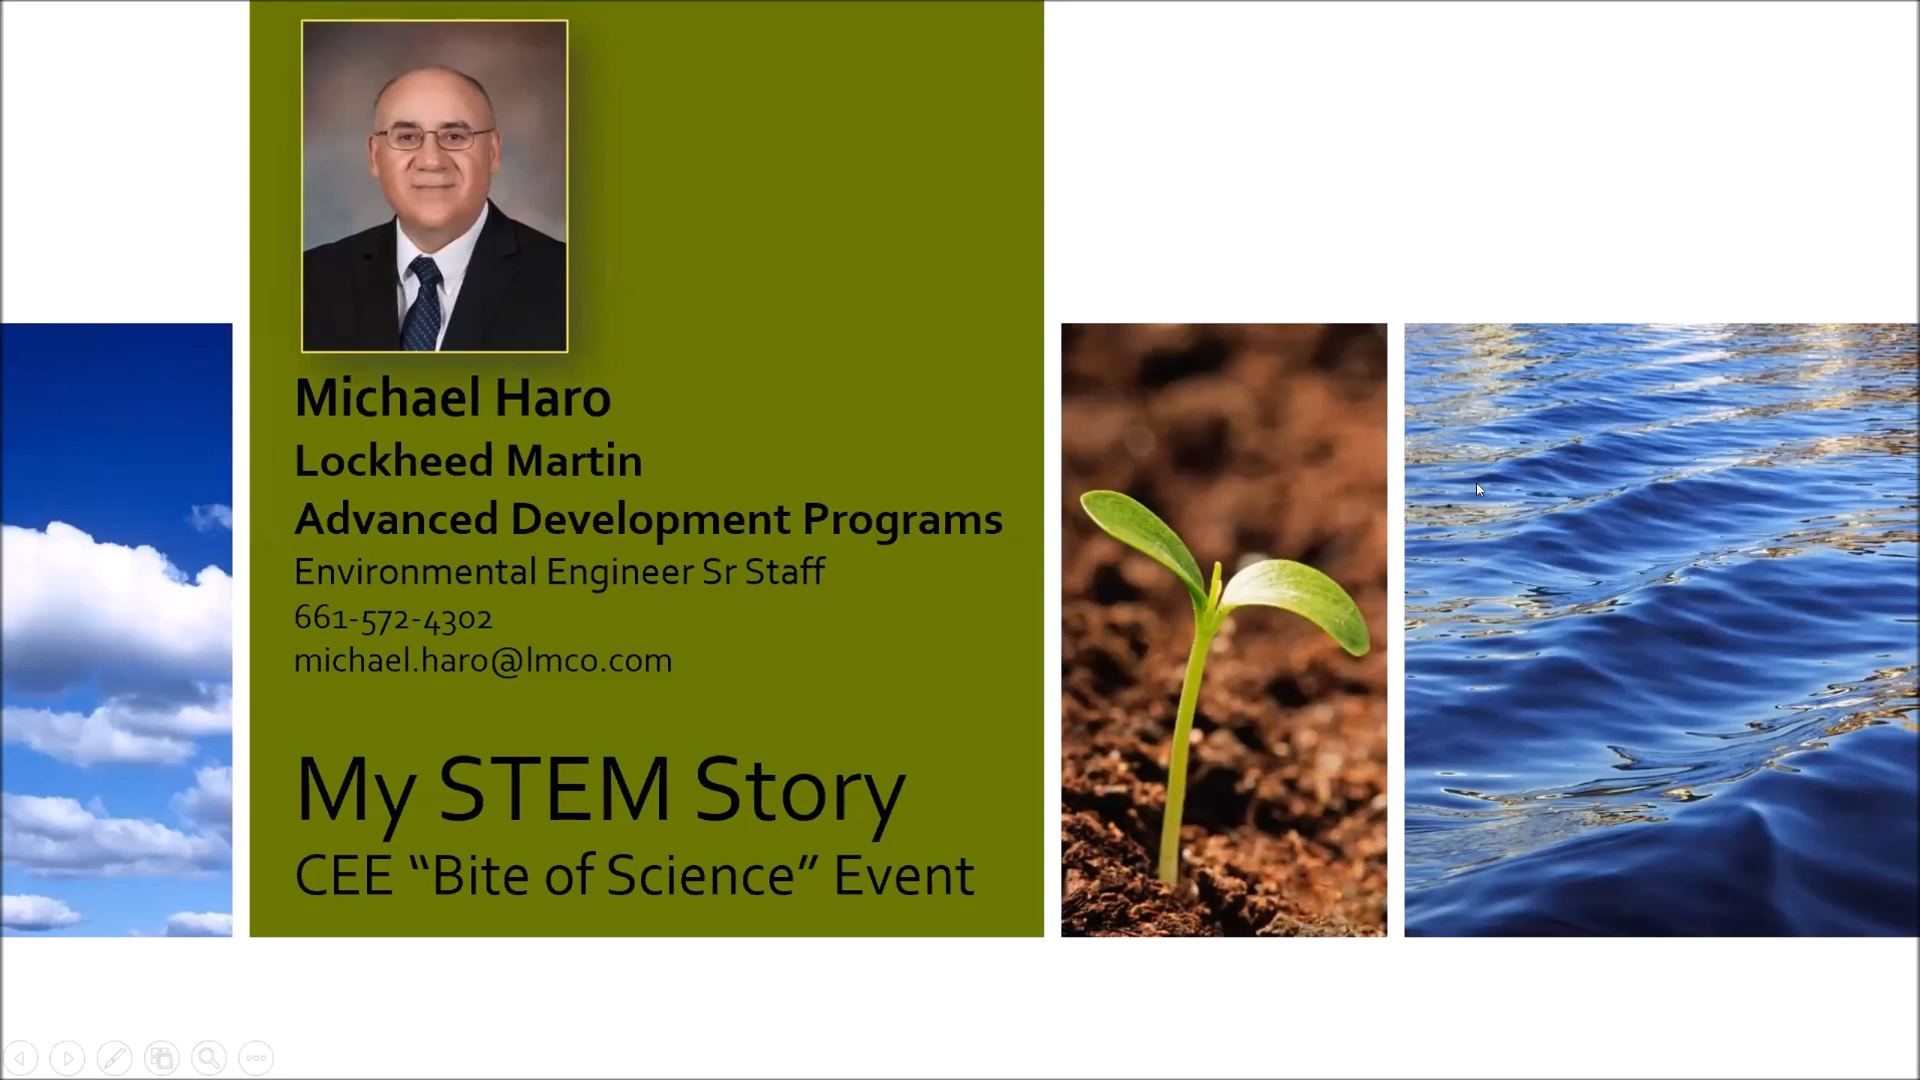 Michael Haro
Lockheed Martin
Advanced Development Programs
Environmental Engineer Sr Staff
661-572-4302
michael.haro@lmco.com
My STEM Story
CEE “Bite of Science” Event